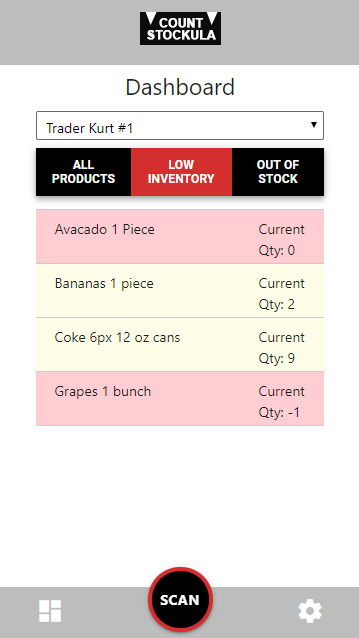 COUNT
STOCKULA
Dashboard
Trader Kurt #1
ALL
PRODUCTS
LOW
INVENTORY
OUT OF
STOCK
Avacado 1 Piece
Current
Qty: 0
Bananas 1 piece
Current
Qty: 2
Coke 6px 12 oz cans
Current
Qty: 9
Grapes 1 bunch
Current
Qty: -1
SCAN